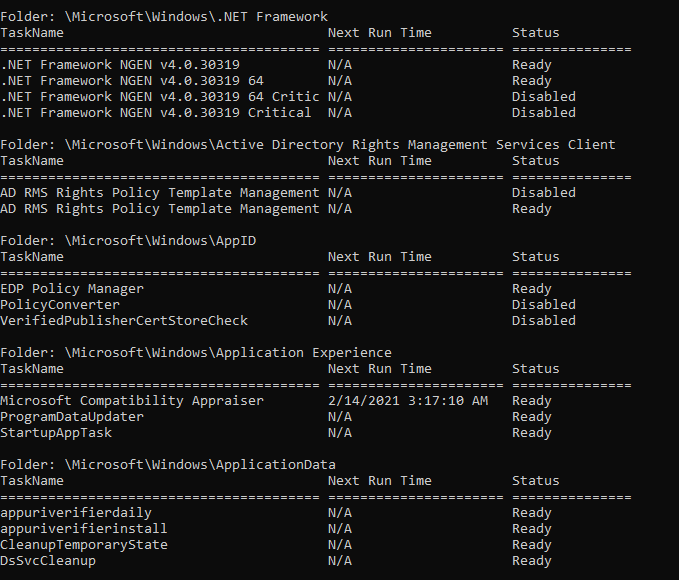 Folder: \Microsoft\Windows\.NET Framework
TaskName                                 Next Run Time          Status
======================================== ====================== ===============
.NET Framework NGEN v4.0.30319           N/A                    Ready
.NET Framework NGEN v4.0.30319 64        N/A                    Ready
.NET Framework NGEN v4.0.30319 64 Critic N/A                    Disabled
.NET Framework NGEN v4.0.30319 Critical  N/A                    Disabled

Folder: \Microsoft\Windows\Active Directory Rights Management Services Client
TaskName                                 Next Run Time          Status
======================================== ====================== ===============
AD RMS Rights Policy Template Management N/A                    Disabled
AD RMS Rights Policy Template Management N/A                    Ready

Folder: \Microsoft\Windows\AppID
TaskName                                 Next Run Time          Status
======================================== ====================== ===============
EDP Policy Manager                       N/A                    Ready
PolicyConverter                          N/A                    Disabled
VerifiedPublisherCertStoreCheck          N/A                    Disabled

Folder: \Microsoft\Windows\Application Experience
TaskName                                 Next Run Time          Status
======================================== ====================== ===============
Microsoft Compatibility Appraiser        2/14/2021 3:17:10 AM   Ready
ProgramDataUpdater                       N/A                    Ready
StartupAppTask                           N/A                    Ready

Folder: \Microsoft\Windows\ApplicationData
TaskName                                 Next Run Time          Status
======================================== ====================== ===============
appuriverifierdaily                      N/A                    Ready
appuriverifierinstall                    N/A                    Ready
CleanupTemporaryState                    N/A                    Ready
DsSvcCleanup                             N/A                    Ready